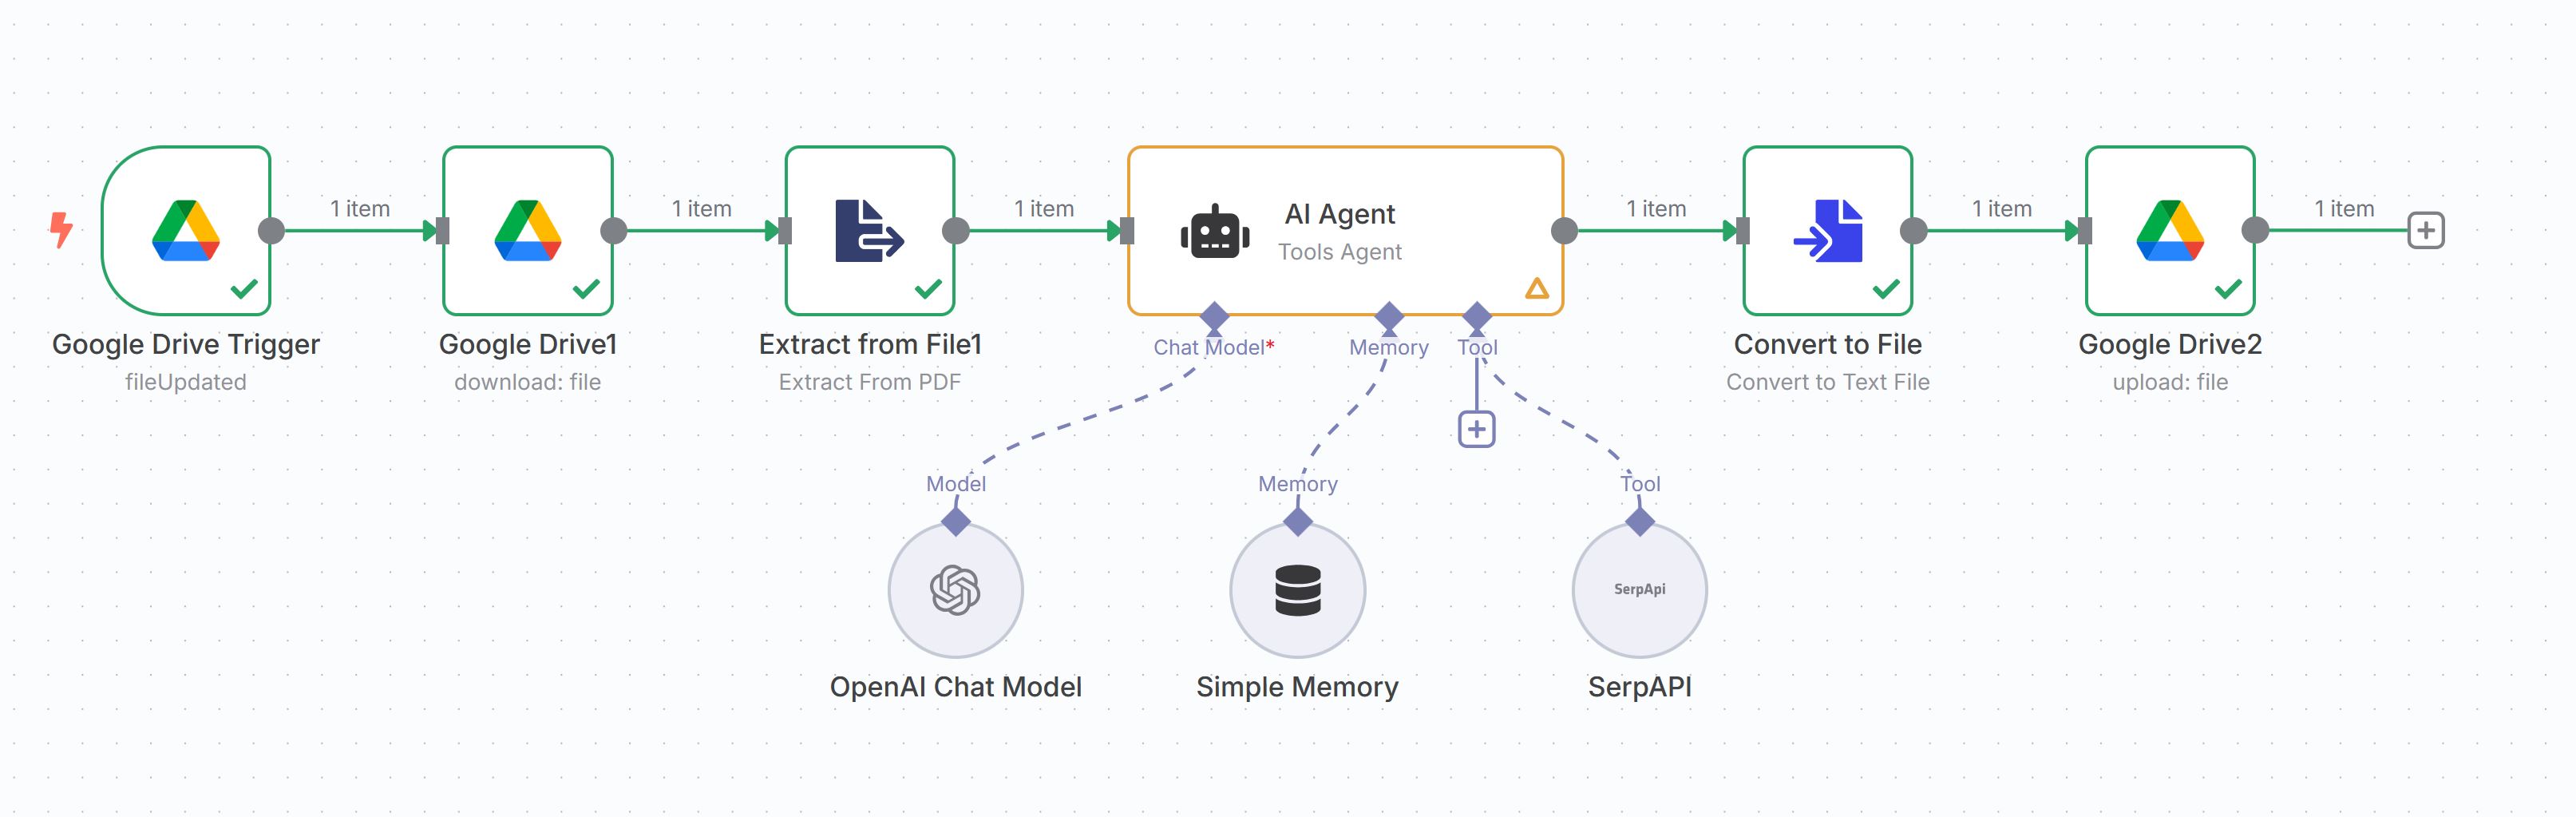 1 item
1 item
1 item
AI Agent
Tools Agent
1 item
1 item
1 item
Google Drive Trigger
fileUpdated
Google Drive1
download: file
Extract from File1
Extract From PDF
Chat Model*
Memory
Tool
Convert to File
Convert to Text File
Google Drive2
upload: file
Model
Memory
Tool
SerpApi
OpenAI Chat Model
Simple Memory
SerpAPI